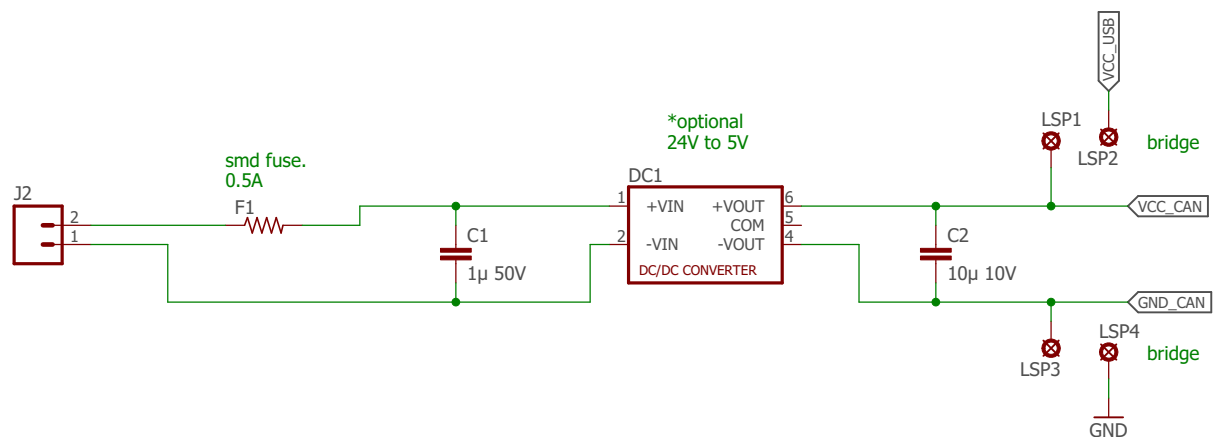 VCC_USB
LSP1
LSP2
bridge
*optional
24V to 5V
smd fuse.
0.5A
F1
J2
2
1
C1
1µ 50V
DC1
1
+VIN
+VOUT
6
COM
5
2
-VIN
-VOUT
4
DC/DC CONVERTER
C2
10µ 10V
VCC_CAN
GND_CAN
LSP3
LSP4
bridge
GND